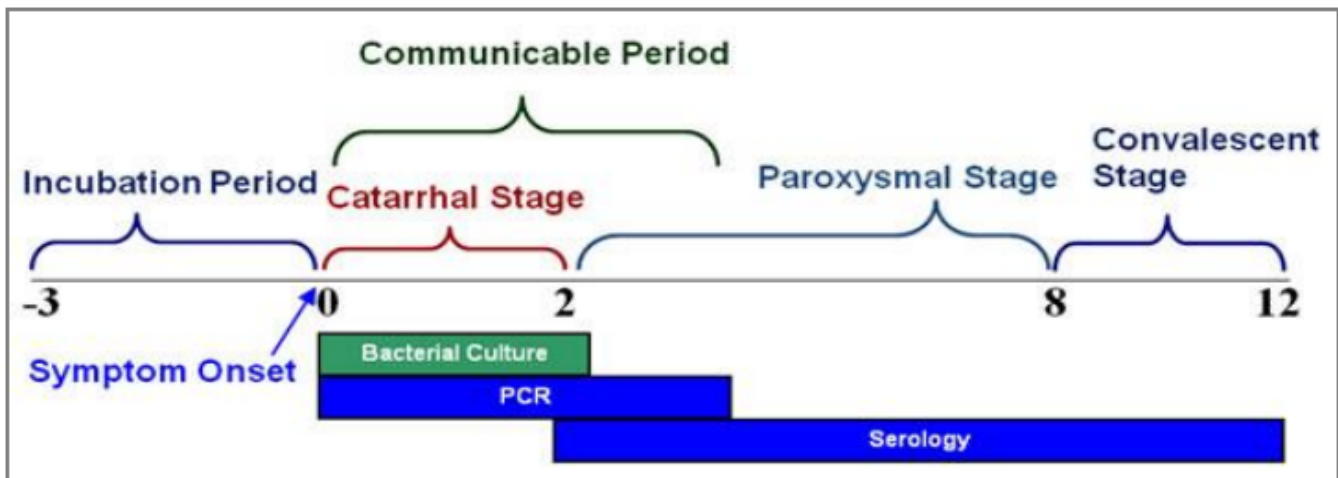 Communicable Period
Incubation Period
Catarrhal Stage
Paroxysmal Stage
Convalescent
Stage
-3
0
2
8
12
Symptom Onset
Bacterial Culture
PCR
Serology